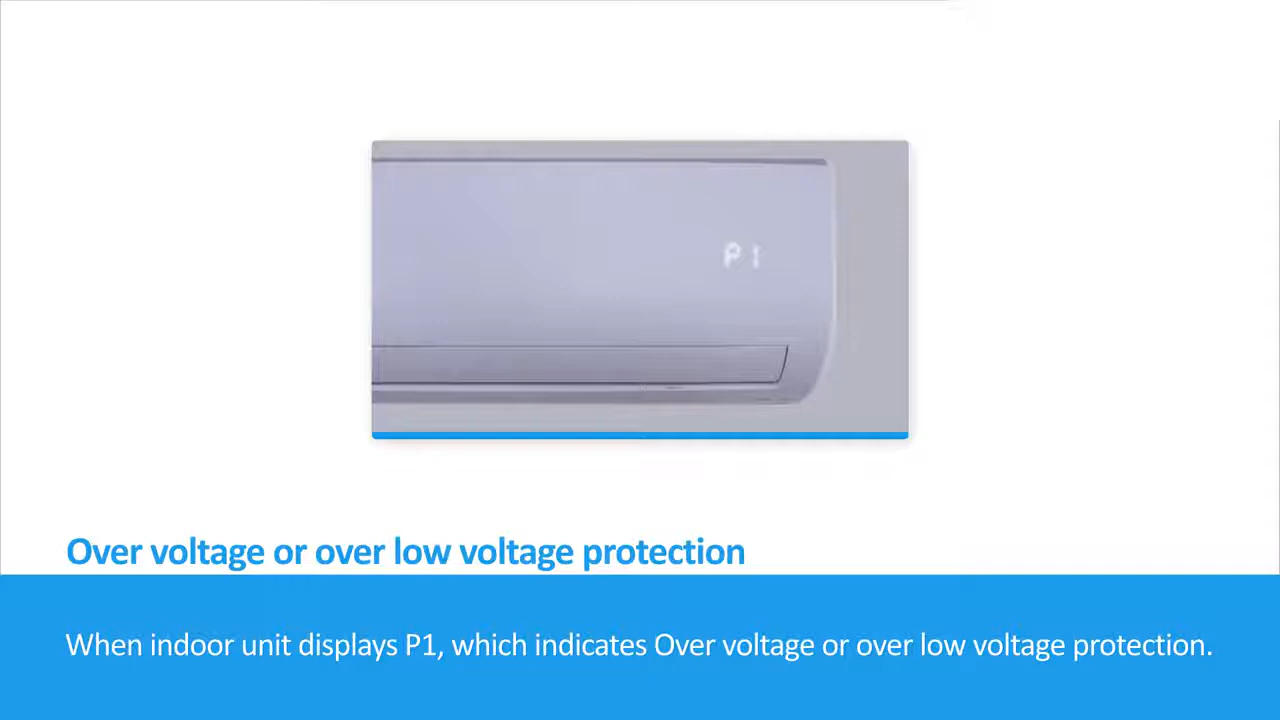 P1
Over voltage or over low voltage protection
When indoor unit displays P1, which indicates Over voltage or over low voltage protection.